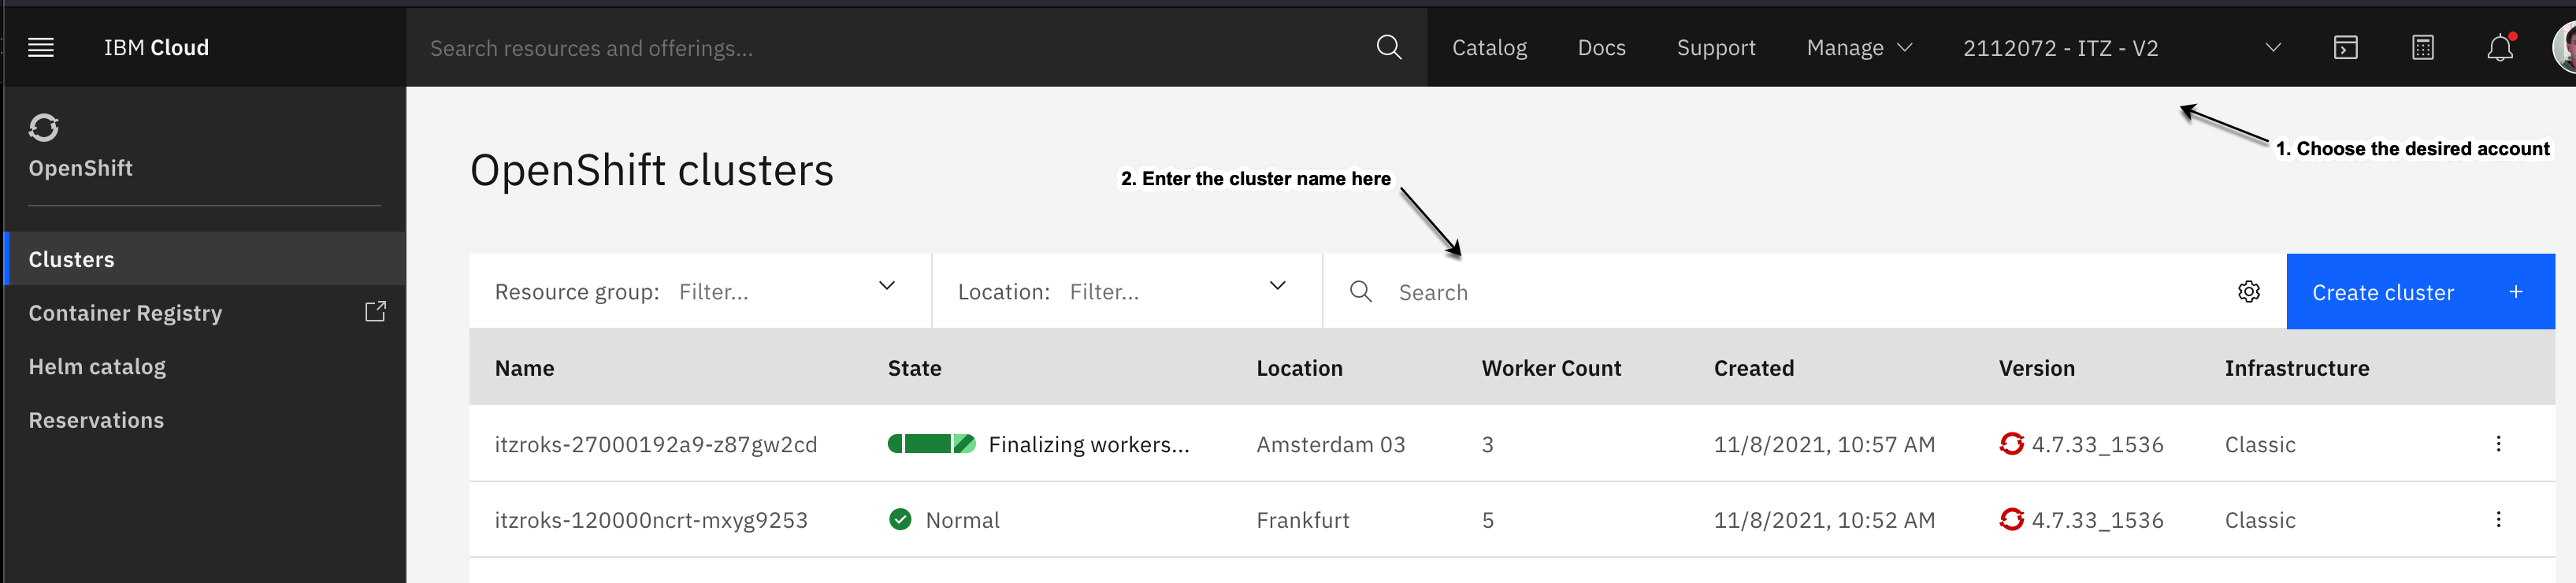 IBM Cloud
Search resources and offerings...
Catalog
Docs
Support
Manage
2112072 - ITZ - V2
OpenShift
Clusters
Container Registry
Helm catalog
Reservations
1. Choose the desired account
OpenShift clusters
2. Enter the cluster name here
Resource group: Filter...
Location: Filter...
Search
Create cluster +
Name State Location Worker Count Created Version Infrastructure
itzroks-27000192a9-z87gw2cd Finalizing workers... Amsterdam 03 3 11/8/2021, 10:57 AM 4.7.33_1536 Classic
itzroks-120000ncrt-mxyg9253 Normal Frankfurt 5 11/8/2021, 10:52 AM 4.7.33_1536 Classic